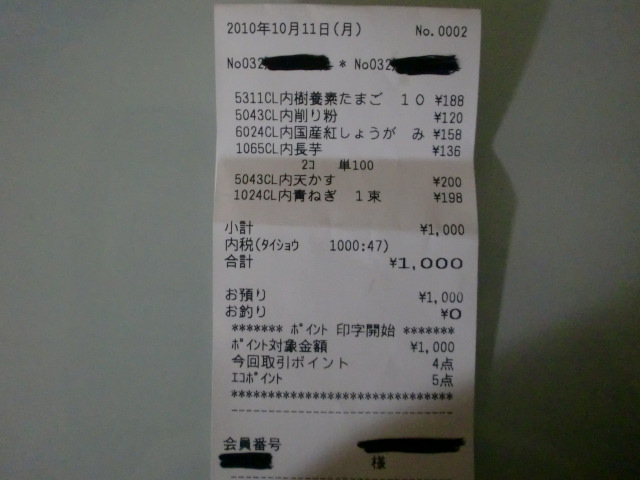 2010年10月11日(月) No.0002
No032 * No032
5311CL内樹養素たまご 10 ¥188
5043CL内削り粉 ¥120
6024CL内国産紅しょうが み ¥158
1065CL内長芋 ¥136
2コ 単100
5043CL内天かす ¥200
1024CL内青ねぎ 1束 ¥198
小計 ¥1,000
内税(タイショウ 1000:47)
合計 ¥1,000
お預り ¥1,000
お釣り ¥0
******* ポイント 印字開始 *******
ポイント対象金額 ¥1,000
今回取引ポイント 4点
エコポイント 5点
******************************
会員番号
様